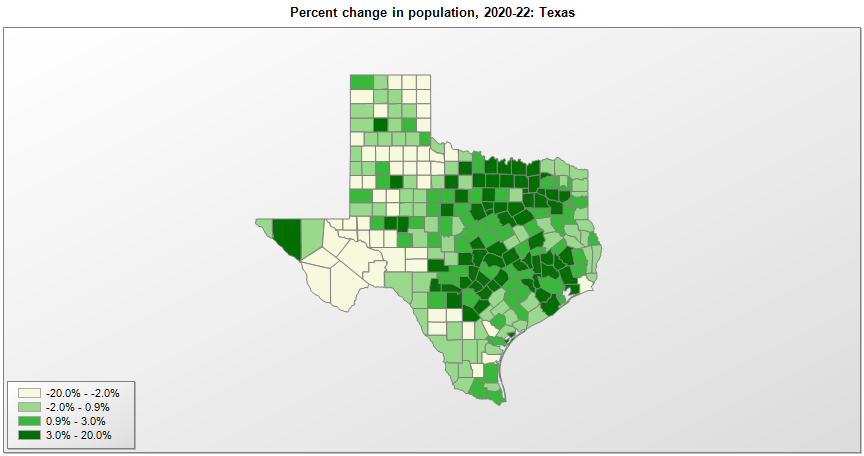 Percent change in population, 2020-22: Texas
-20.0% - -2.0%
-2.0% - 0.9%
0.9% - 3.0%
3.0% - 20.0%